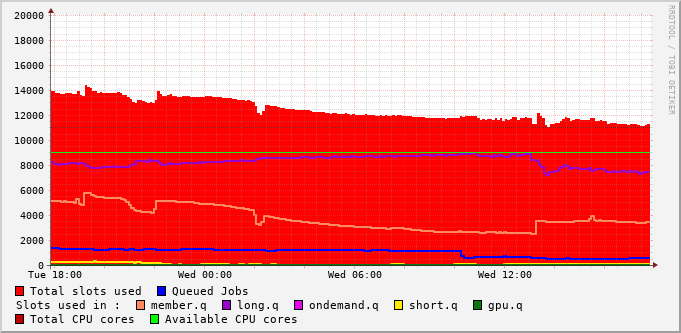 20000
18000
16000
14000
12000
10000
8000
6000
4000
2000
0
Tue 18:00 Wed 00:00 Wed 06:00 Wed 12:00
RRDTOOL / TOBI OETIKER
Total slots used Queued Jobs
Slots used in : member.q long.q ondemand.q short.q gpu.q
Total CPU cores Available CPU cores